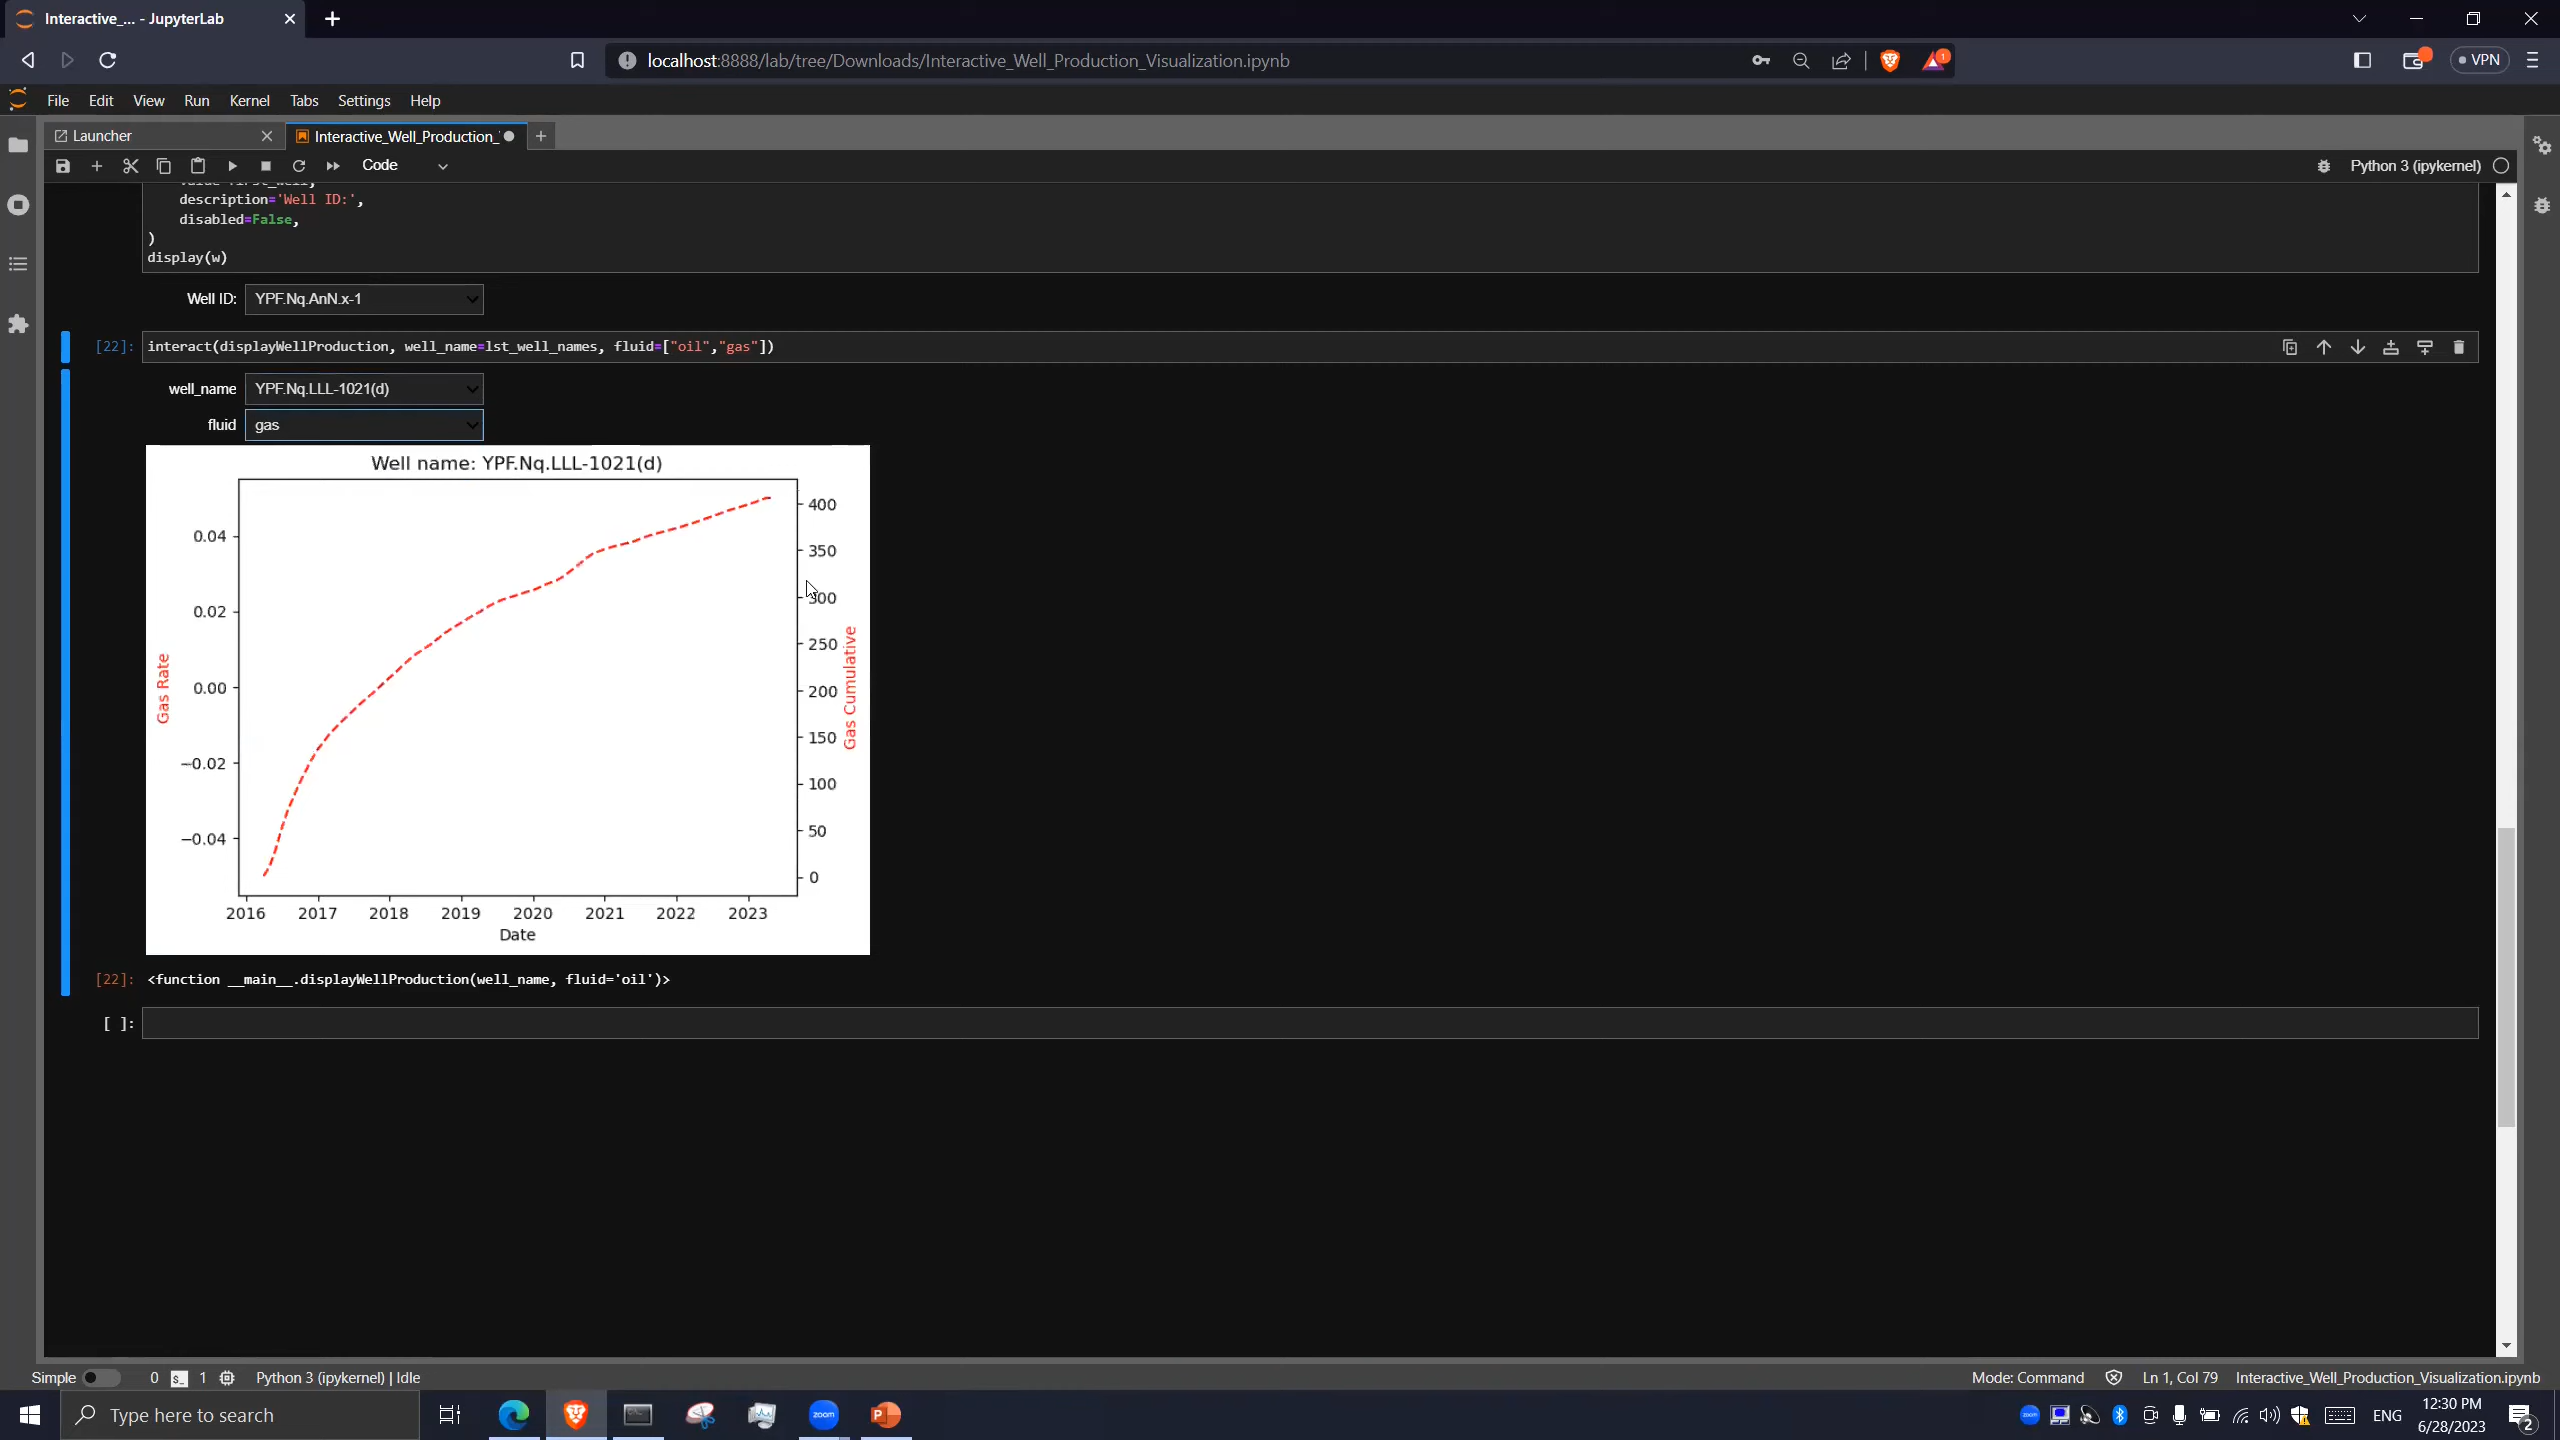 Interactive_... - JupyterLab
localhost:8888/lab/tree/Downloads/Interactive_Well_Production_Visualization.ipynb
1
VPN
File Edit View Run Kernel Tabs Settings Help
Launcher
Interactive_Well_Production_
Code
Python 3 (ipykernel)
description='Well ID:',
disabled=False,
)
display(w)
Well ID: YPF.Nq.AnN.x-1
[22]: interact(displayWellProduction, well_name=lst_well_names, fluid=["oil","gas"])
well_name YPF.Nq.LLL-1021(d)
fluid gas
Well name: YPF.Nq.LLL-1021(d)
0.04
0.02
0.00
−0.02
−0.04
Gas Rate
400
350
300
250
200
150
100
50
0
Gas Cumulative
2016 2017 2018 2019 2020 2021 2022 2023
Date
[22]: <function __main__.displayWellProduction(well_name, fluid='oil')>
[ ]:
Simple 0 $_ 1 Python 3 (ipykernel) | Idle
Mode: Command Ln 1, Col 79 Interactive_Well_Production_Visualization.ipynb
Type here to search
zoom
P
ENG
12:30 PM
6/28/2023
2